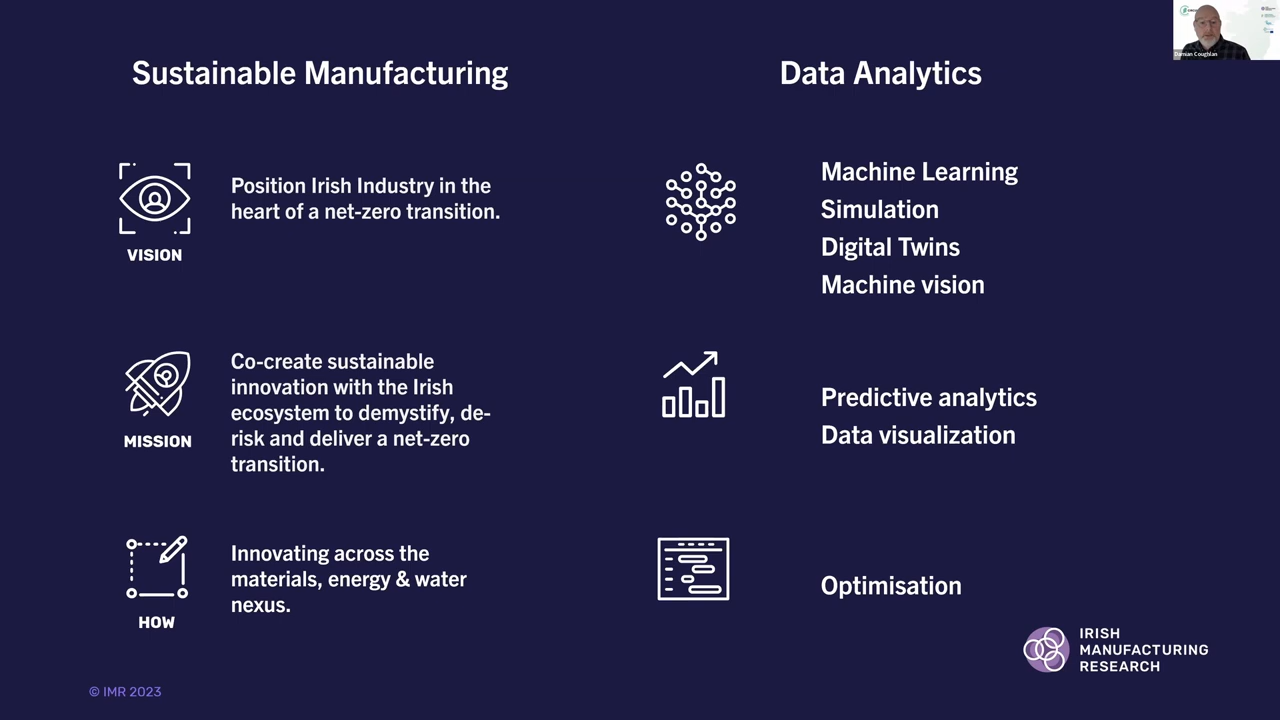 Sustainable Manufacturing
VISION
Position Irish Industry in the
heart of a net-zero transition.
MISSION
Co-create sustainable
innovation with the Irish
ecosystem to demystify, de-
risk and deliver a net-zero
transition.
HOW
Innovating across the
materials, energy & water
nexus.
Data Analytics
Machine Learning
Simulation
Digital Twins
Machine vision
Predictive analytics
Data visualization
Optimisation
IRISH
MANUFACTURING
RESEARCH
© IMR 2023
Damian Coughlan